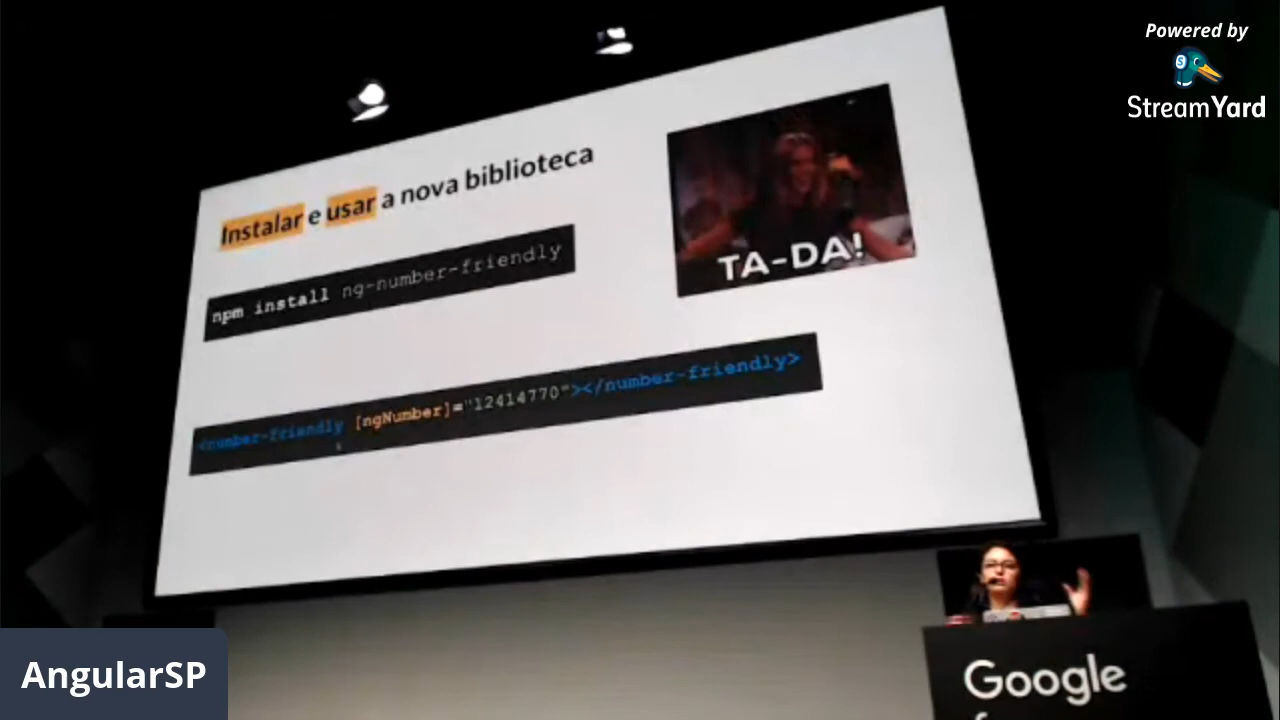 Powered by
StreamYard
Instalar e usar a nova biblioteca
TA-DA!
npm install ng-number-friendly
<number-friendly [ngNumber]="12414770"></number-friendly>
AngularSP
Google